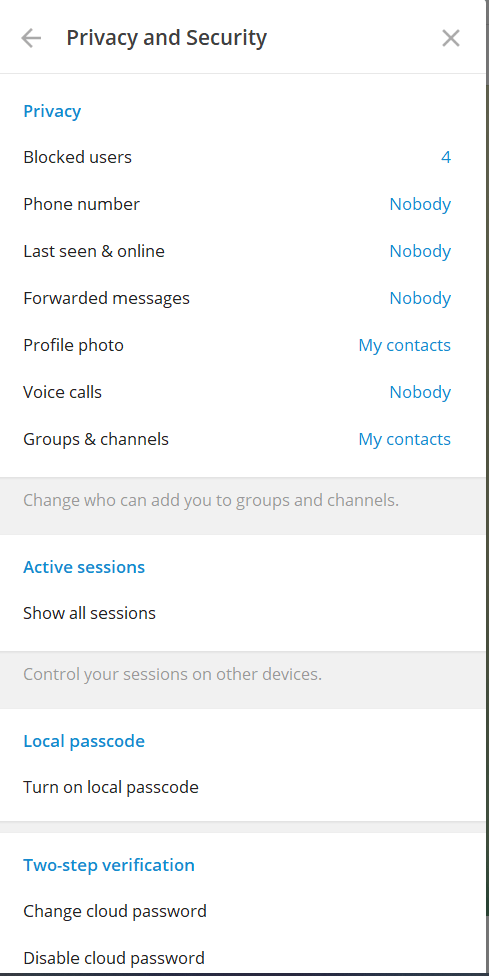 Privacy and Security
Privacy
Blocked users 4
Phone number Nobody
Last seen & online Nobody
Forwarded messages Nobody
Profile photo My contacts
Voice calls Nobody
Groups & channels My contacts
Change who can add you to groups and channels.
Active sessions
Show all sessions
Control your sessions on other devices.
Local passcode
Turn on local passcode
Two-step verification
Change cloud password
Disable cloud password